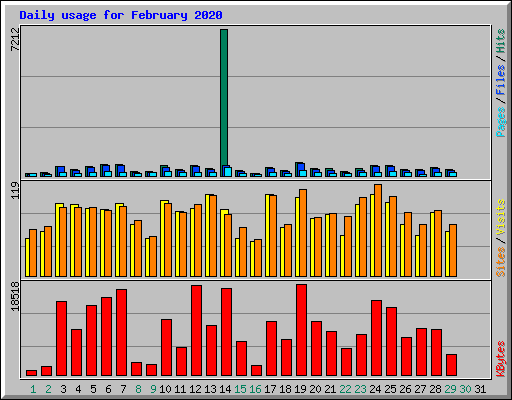 Daily usage for February 2020
7212
Pages / Files / Hits
119
Sites / Visits
18518
KBytes
1 2 3 4 5 6 7 8 9 10 11 12 13 14 15 16 17 18 19 20 21 22 23 24 25 26 27 28 29 30 31